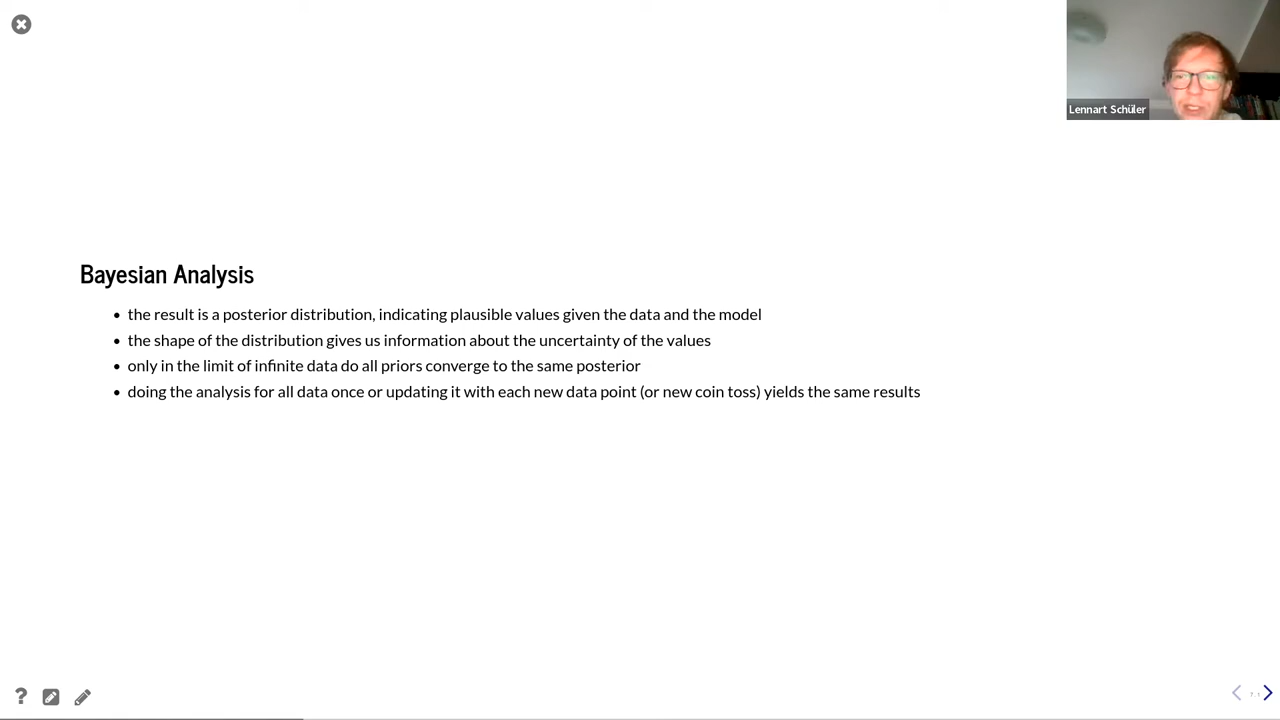 Lennart Schüler
Bayesian Analysis
• the result is a posterior distribution, indicating plausible values given the data and the model
• the shape of the distribution gives us information about the uncertainty of the values
• only in the limit of infinite data do all priors converge to the same posterior
• doing the analysis for all data once or updating it with each new data point (or new coin toss) yields the same results
?